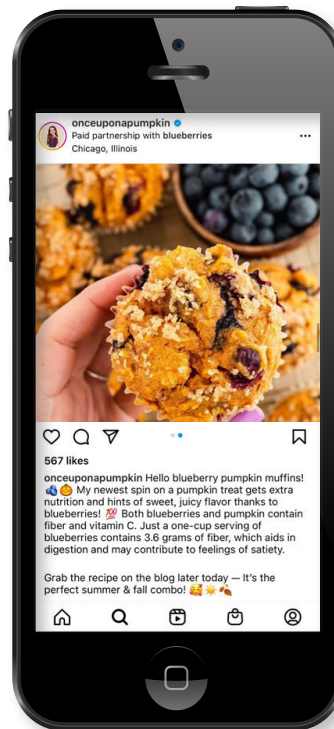 onceuponapumpkin
Paid partnership with blueberries
Chicago, Illinois
567 likes
onceuponapumpkin Hello blueberry pumpkin muffins!
🫐🎃 My newest spin on a pumpkin treat gets extra
nutrition and hints of sweet, juicy flavor thanks to
blueberries! 💯 Both blueberries and pumpkin contain
fiber and vitamin C. Just a one-cup serving of
blueberries contains 3.6 grams of fiber, which aids in
digestion and may contribute to feelings of satiety.
Grab the recipe on the blog later today — It's the
perfect summer & fall combo! 🥰☀️🍂